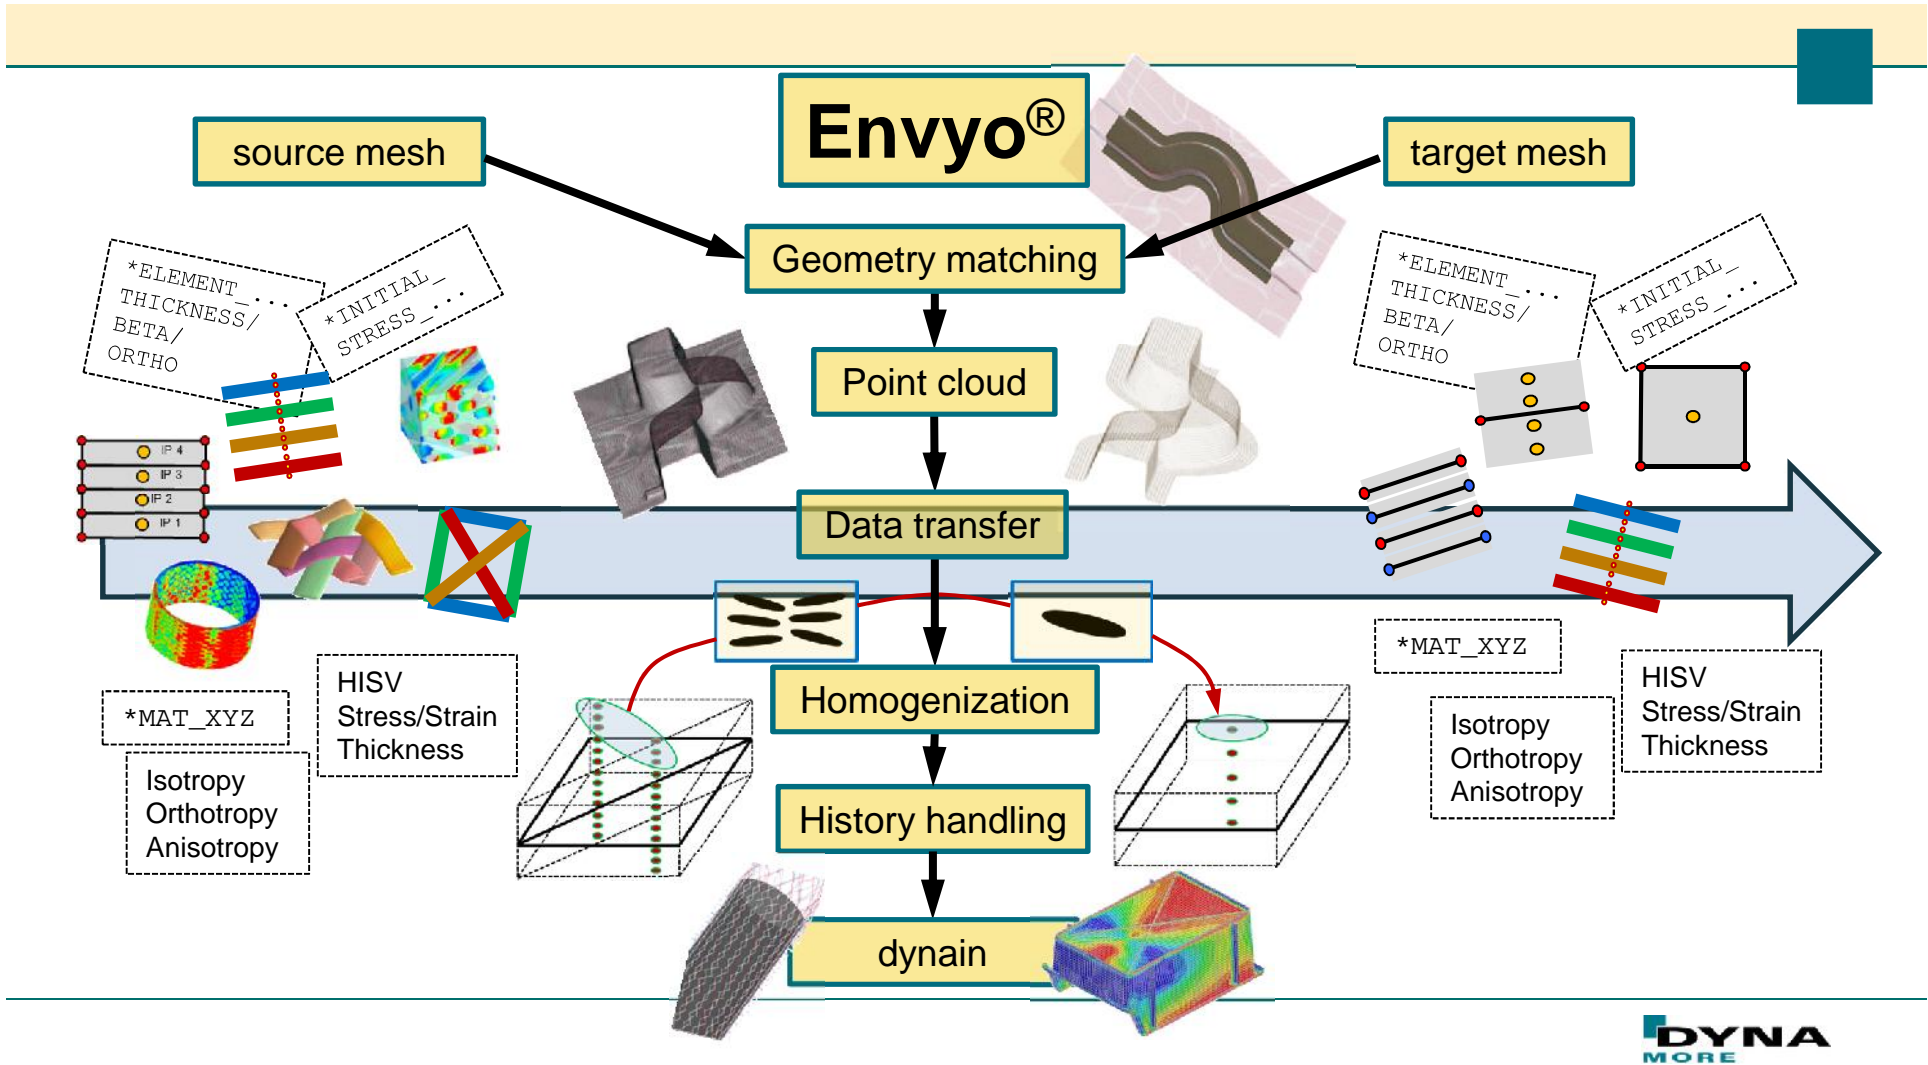 Envyo®
source mesh
target mesh
Geometry matching
*ELEMENT_...
THICKNESS/
BETA/
ORTHO
*INITIAL_
STRESS_...
*ELEMENT_...
THICKNESS/
BETA/
ORTHO
*INITIAL_
STRESS_...
Point cloud
IP 4
IP 3
IP 2
IP 1
Data transfer
*MAT_XYZ
HISV
Stress/Strain
Thickness
Isotropy
Orthotropy
Anisotropy
Homogenization
*MAT_XYZ
HISV
Stress/Strain
Thickness
Isotropy
Orthotropy
Anisotropy
History handling
dynain
DYNA
MORE